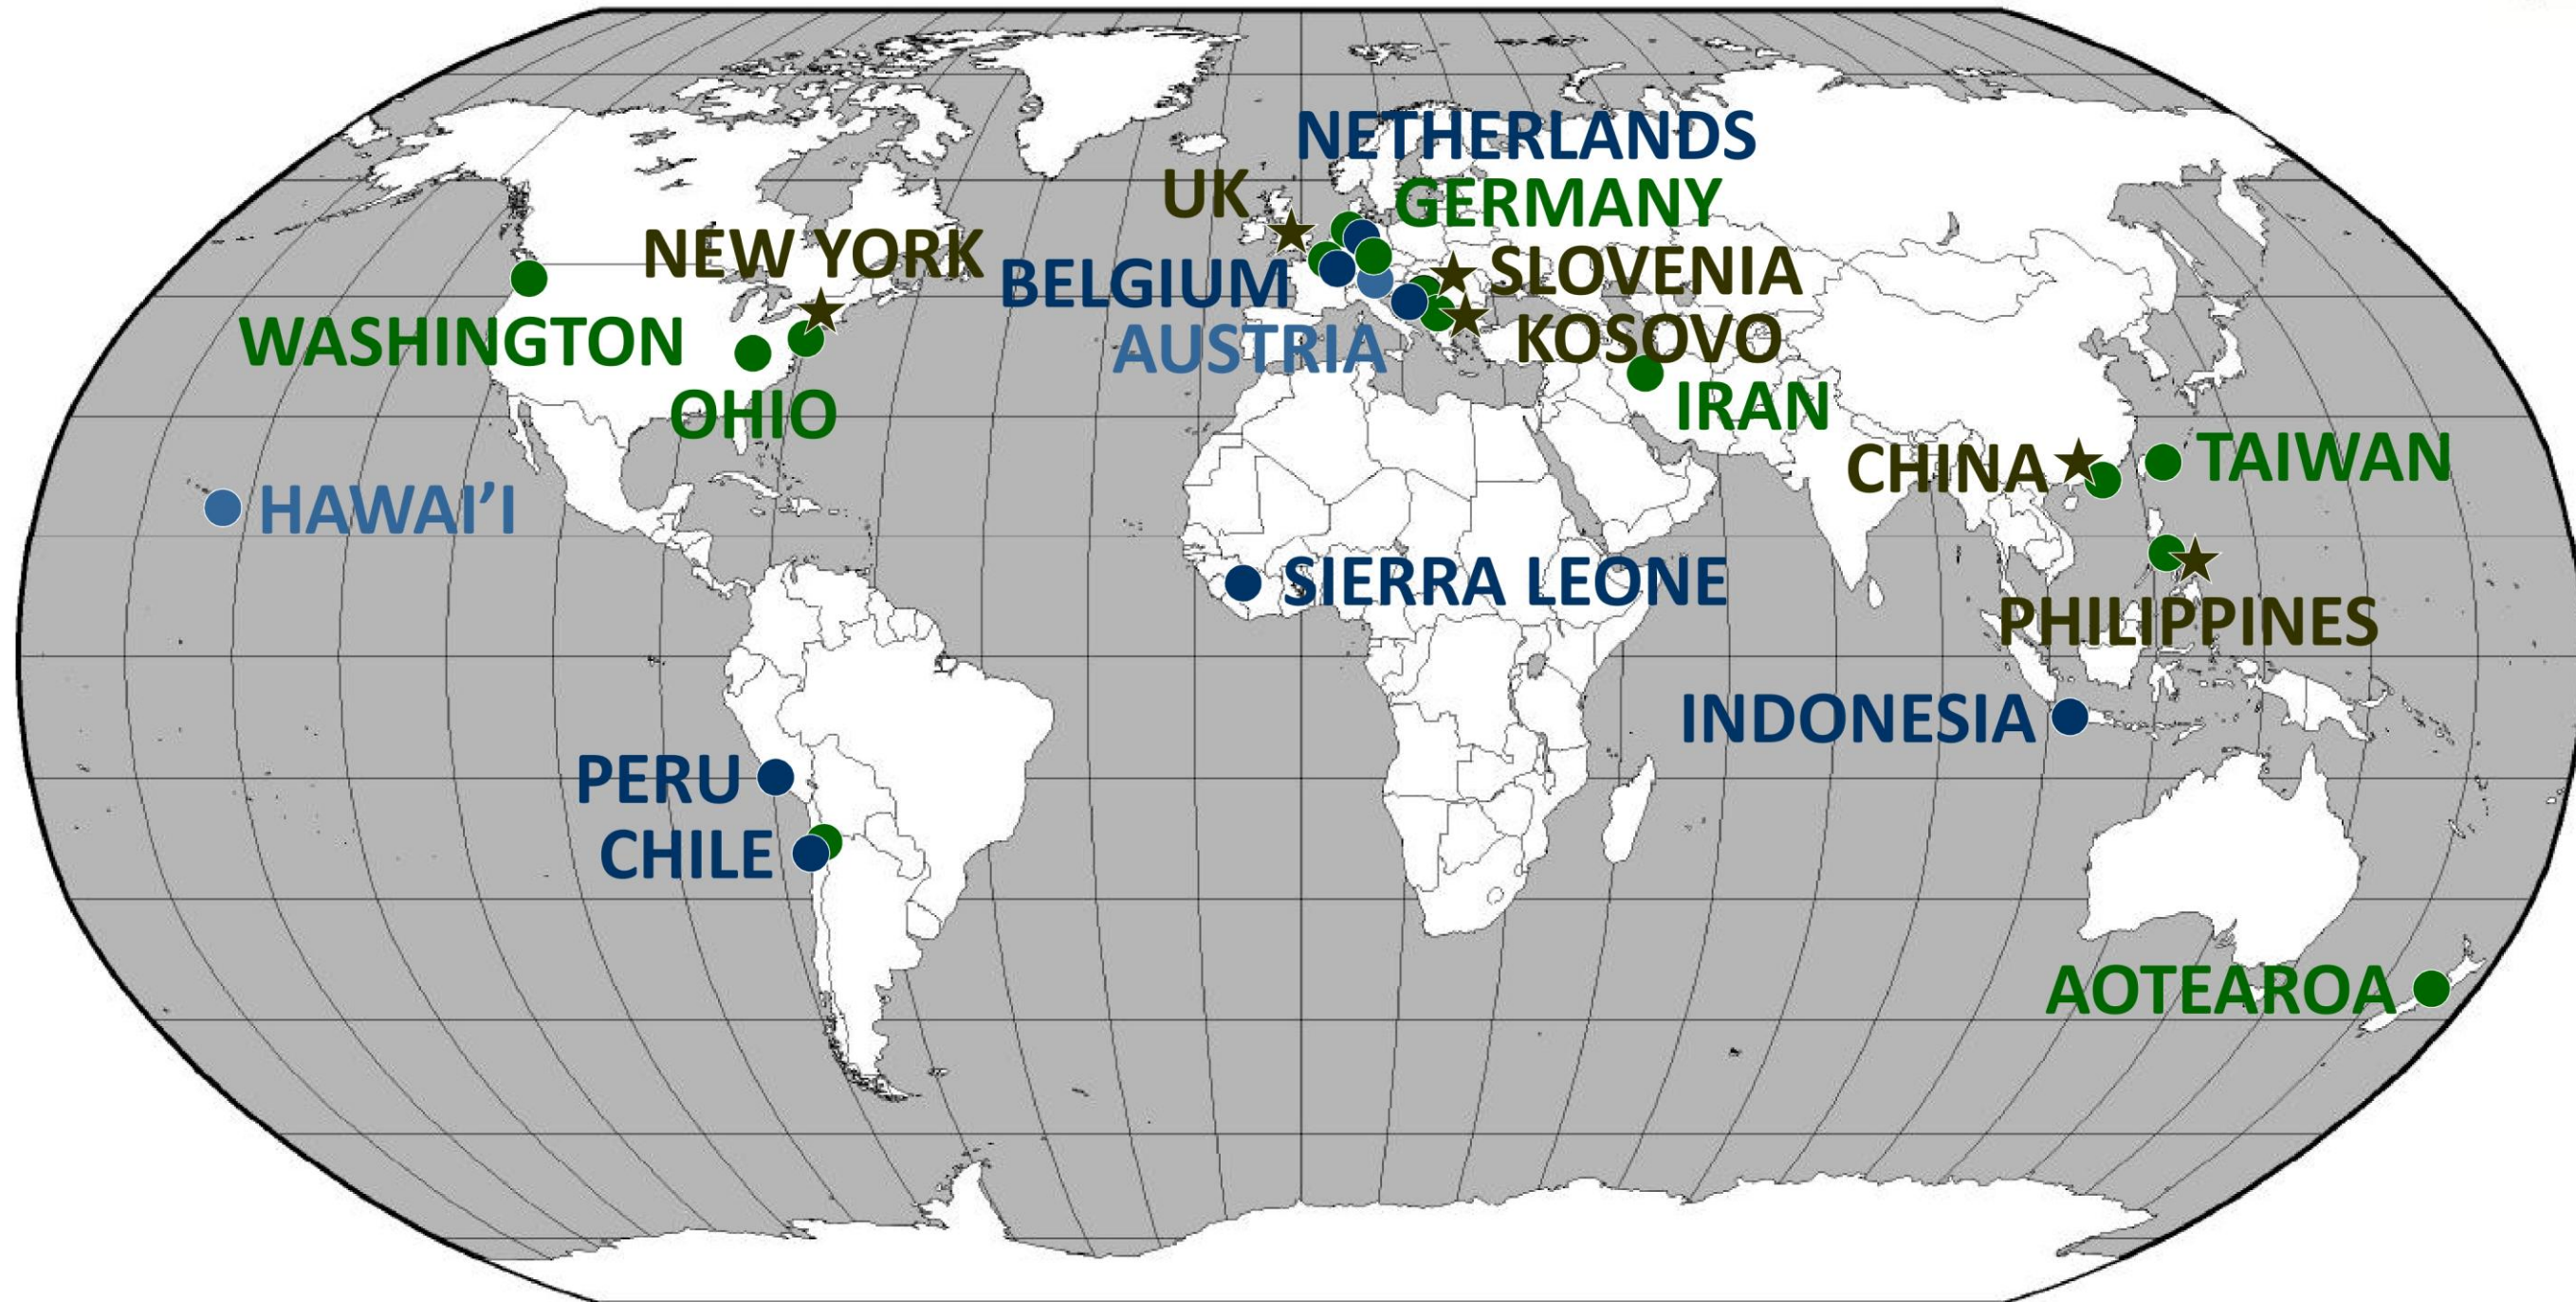 NETHERLANDS
UK
GERMANY
NEW YORK
BELGIUM
SLOVENIA
WASHINGTON
AUSTRIA
KOSOVO
OHIO
IRAN
CHINA
TAIWAN
HAWAI’I
SIERRA LEONE
PHILIPPINES
INDONESIA
PERU
CHILE
AOTEAROA